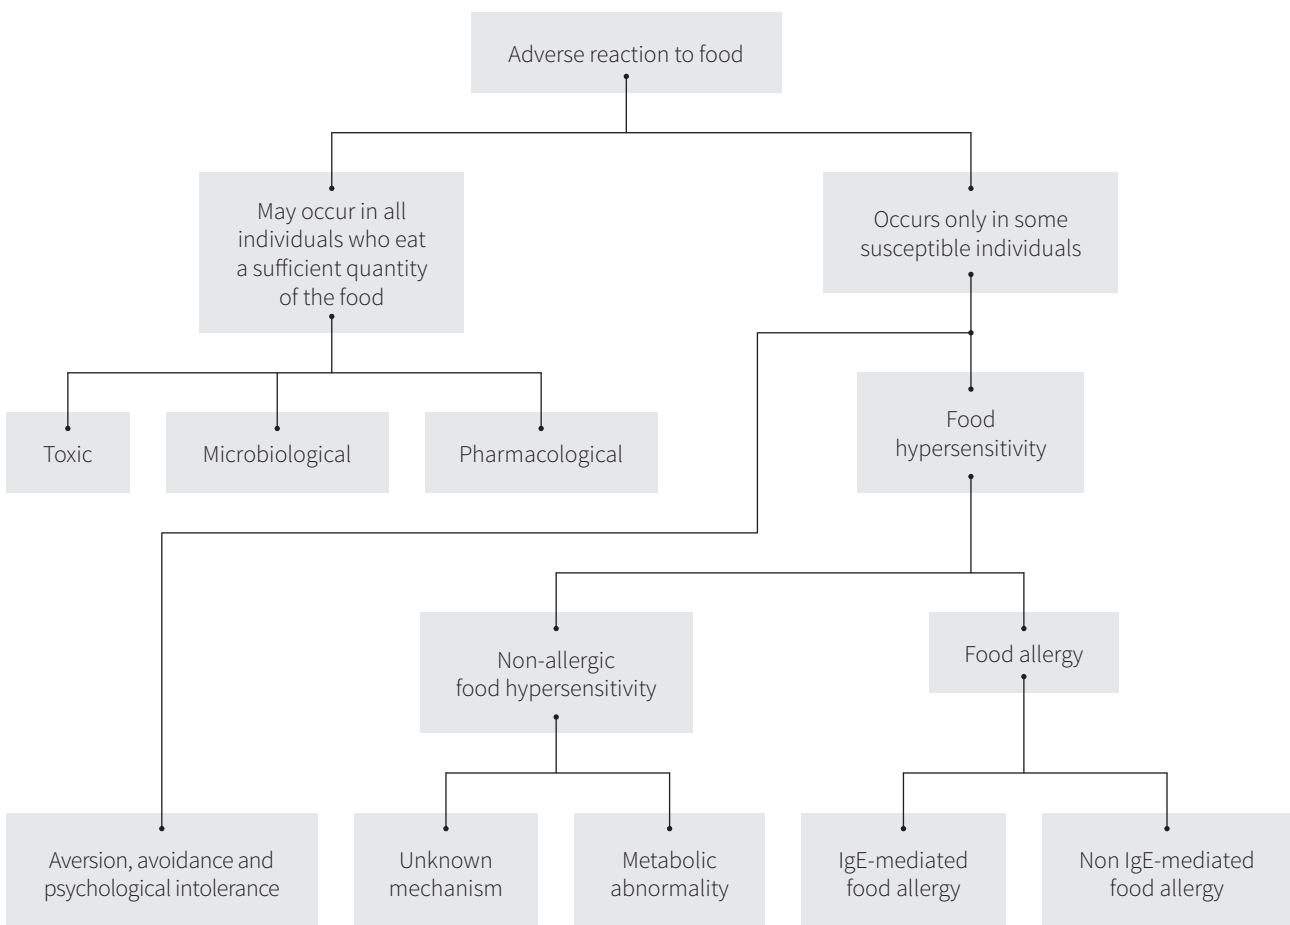 Adverse reaction to food
May occur in all
individuals who eat
a sufficient quantity
of the food
Occurs only in some
susceptible individuals
Toxic
Microbiological
Pharmacological
Food
hypersensitivity
Non-allergic
food hypersensitivity
Food allergy
Aversion, avoidance and
psychological intolerance
Unknown
mechanism
Metabolic
abnormality
IgE-mediated
food allergy
Non IgE-mediated
food allergy